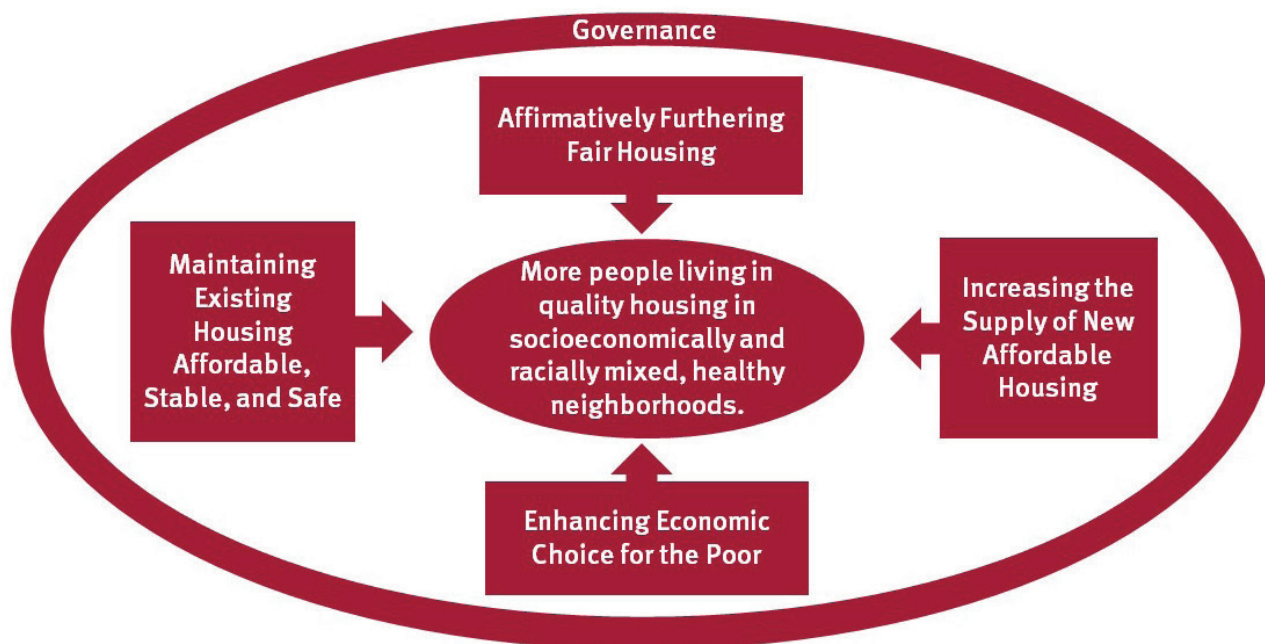 Governance
Affirmatively Furthering
Fair Housing
Maintaining
Existing
Housing
Affordable,
Stable, and Safe
More people living in
quality housing in
socioeconomically and
racially mixed, healthy
neighborhoods.
Increasing the
Supply of New
Affordable
Housing
Enhancing Economic
Choice for the Poor